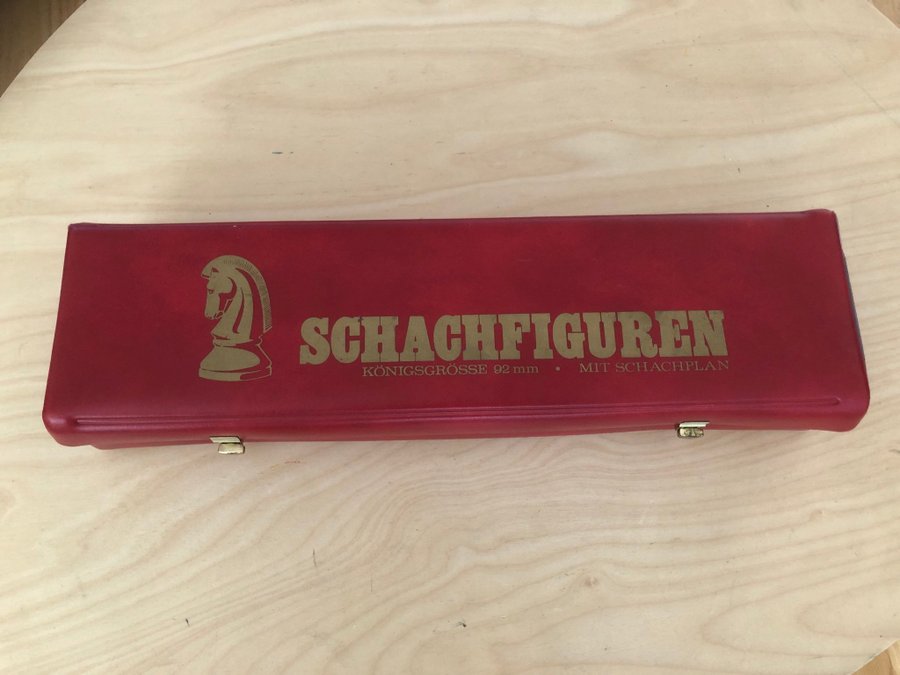 SCHACHFIGUREN
KÖNIGSGRÖSSE 92 mm · MIT SCHACHPLAN